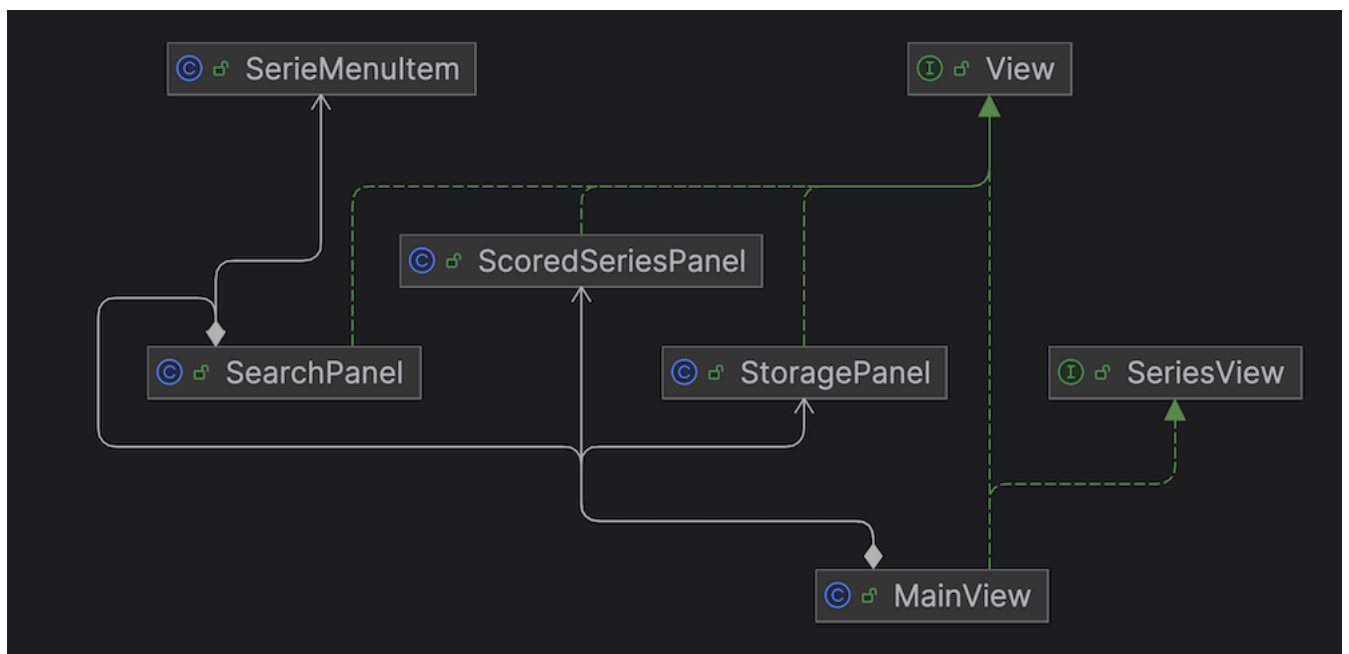 C SerieMenuItem
I View
C ScoredSeriesPanel
C SearchPanel
C StoragePanel
I SeriesView
C MainView